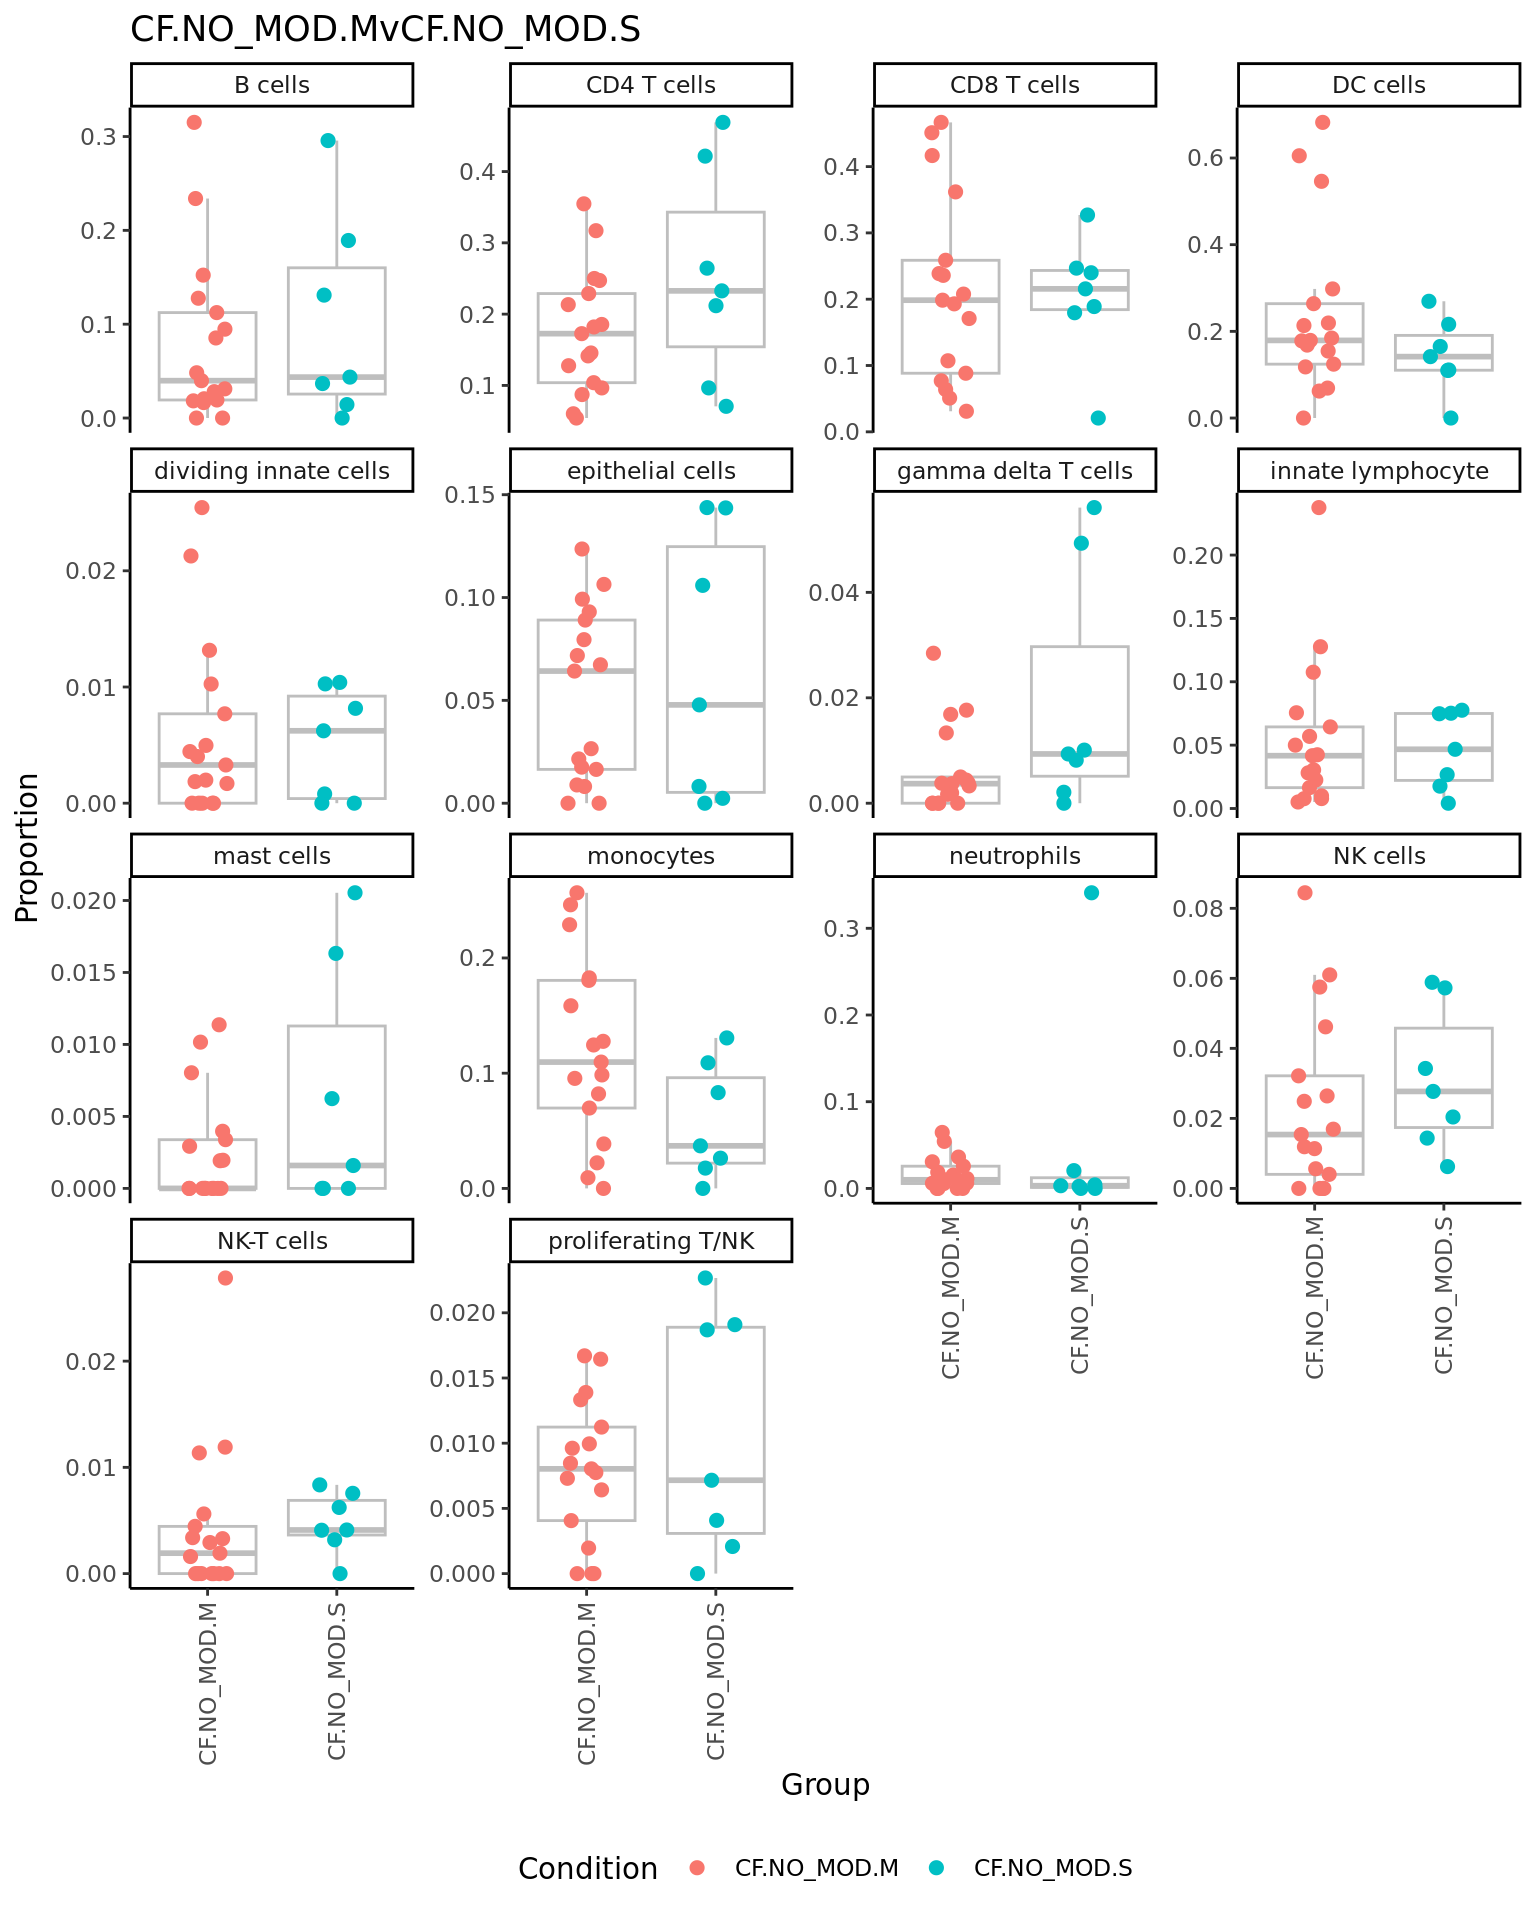 CF.NO_MOD.MvCF.NO_MOD.S
B cells
CD4 T cells
CD8 T cells
DC cells
0.3
0.2
0.1
0.0
0.4
0.3
0.2
0.1
0.4
0.3
0.2
0.1
0.0
0.6
0.4
0.2
0.0
dividing innate cells
epithelial cells
gamma delta T cells
innate lymphocyte
0.02
0.01
0.00
0.15
0.10
0.05
0.00
0.04
0.02
0.00
0.20
0.15
0.10
0.05
0.00
Proportion
mast cells
monocytes
neutrophils
NK cells
0.020
0.015
0.010
0.005
0.000
0.2
0.1
0.0
0.3
0.2
0.1
0.0
0.08
0.06
0.04
0.02
0.00
CF.NO_MOD.M
CF.NO_MOD.S
CF.NO_MOD.M
CF.NO_MOD.S
NK-T cells
proliferating T/NK
0.02
0.01
0.00
0.020
0.015
0.010
0.005
0.000
CF.NO_MOD.M
CF.NO_MOD.S
CF.NO_MOD.M
CF.NO_MOD.S
Group
Condition CF.NO_MOD.M CF.NO_MOD.S